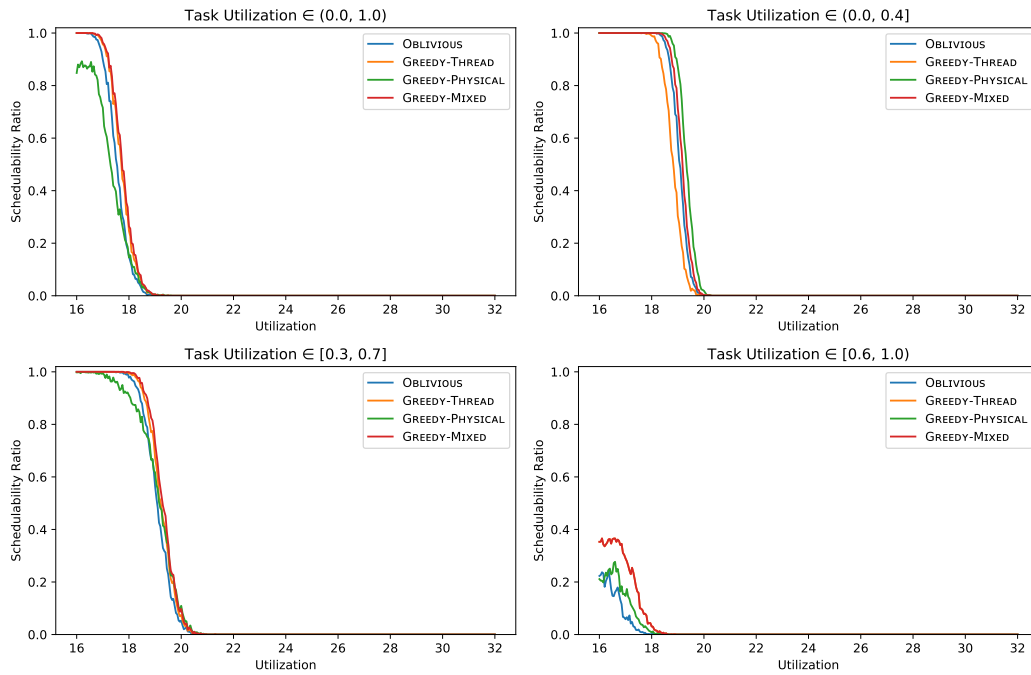 Task Utilization ∈ (0.0, 1.0)
1.0
0.8
0.6
0.4
0.2
0.0
Schedulability Ratio
16 18 20 22 24 26 28 30 32
Utilization
Oblivious
Greedy-Thread
Greedy-Physical
Greedy-Mixed
Task Utilization ∈ (0.0, 0.4]
1.0
0.8
0.6
0.4
0.2
0.0
Schedulability Ratio
16 18 20 22 24 26 28 30 32
Utilization
Oblivious
Greedy-Thread
Greedy-Physical
Greedy-Mixed
Task Utilization ∈ [0.3, 0.7]
1.0
0.8
0.6
0.4
0.2
0.0
Schedulability Ratio
16 18 20 22 24 26 28 30 32
Utilization
Oblivious
Greedy-Thread
Greedy-Physical
Greedy-Mixed
Task Utilization ∈ [0.6, 1.0)
1.0
0.8
0.6
0.4
0.2
0.0
Schedulability Ratio
16 18 20 22 24 26 28 30 32
Utilization
Oblivious
Greedy-Thread
Greedy-Physical
Greedy-Mixed